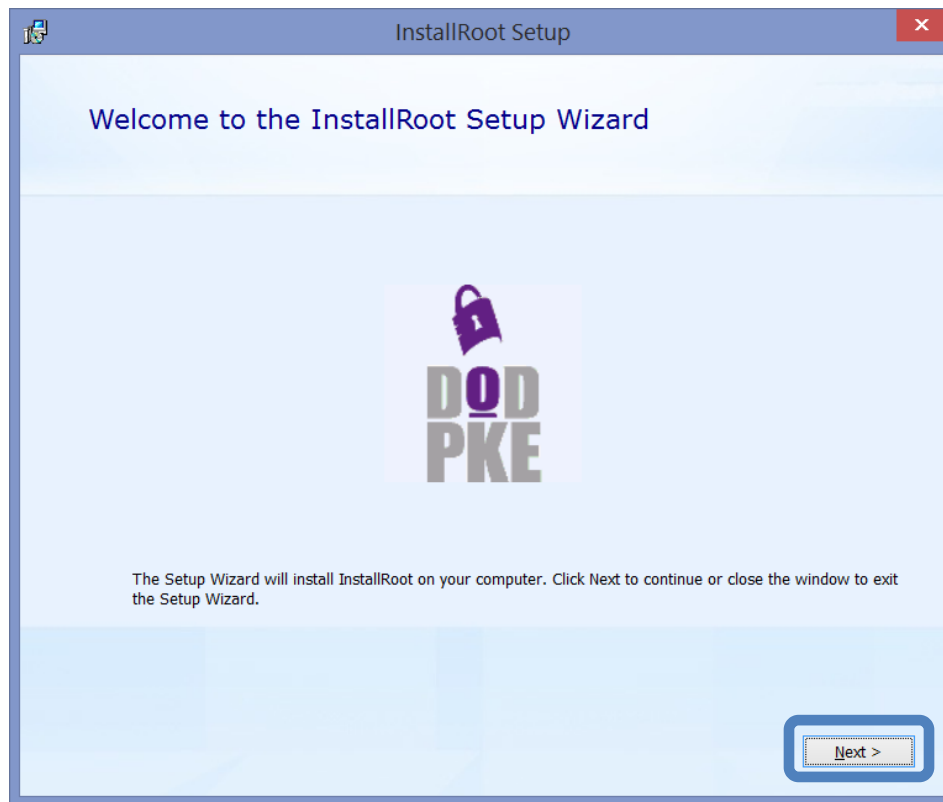 InstallRoot Setup
Welcome to the InstallRoot Setup Wizard
DOD
PKE
The Setup Wizard will install InstallRoot on your computer. Click Next to continue or close the window to exit
the Setup Wizard.
Next >